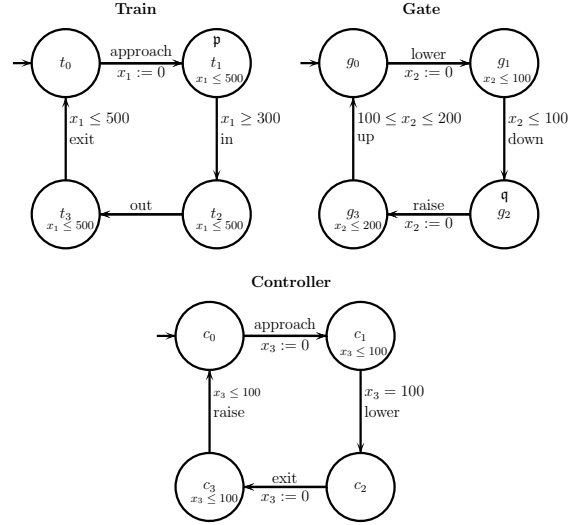 Train
t₀
approach
x₁ := 0
𝔭
t₁
x₁ ≤ 500
x₁ ≤ 500
exit
x₁ ≥ 300
in
t₃
x₁ ≤ 500
out
t₂
x₁ ≤ 500
Gate
g₀
lower
x₂ := 0
g₁
x₂ ≤ 100
100 ≤ x₂ ≤ 200
up
x₂ ≤ 100
down
g₃
x₂ ≤ 200
raise
x₂ := 0
𝔮
g₂
Controller
c₀
approach
x₃ := 0
c₁
x₃ ≤ 100
x₃ ≤ 100
raise
x₃ = 100
lower
c₃
x₃ ≤ 100
exit
x₃ := 0
c₂